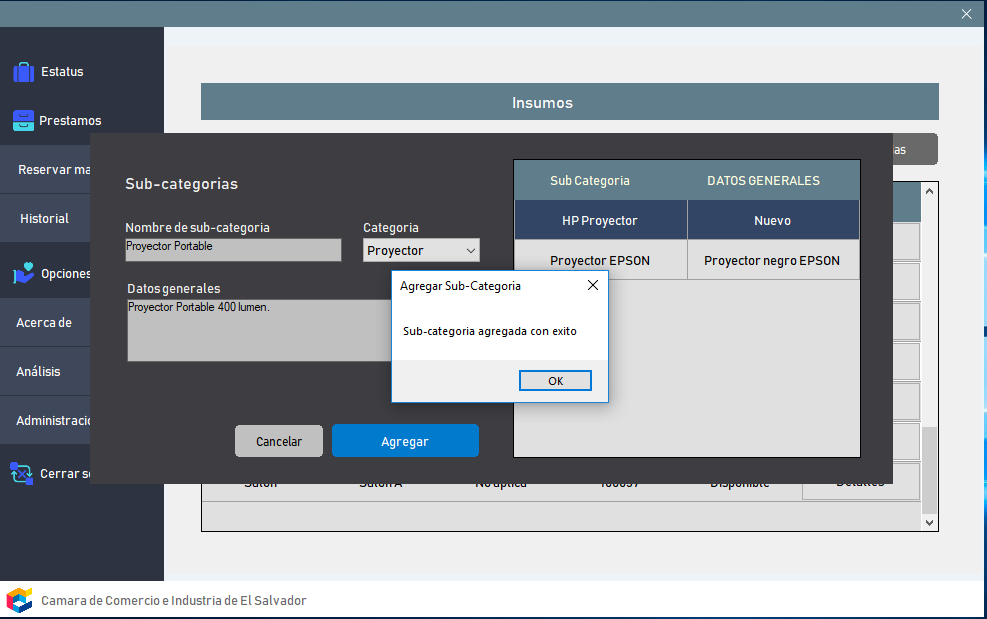 Estatus
Prestamos
Reservar ma
Historial
Opciones
Acerca de
Análisis
Administracio
Cerrar se
Insumos
as
Sub-categorias
Nombre de sub-categoria
Proyector Portable
Categoria
Proyector
Datos generales
Proyector Portable 400 lumen.
Cancelar
Agregar
Sub Categoria DATOS GENERALES
HP Proyector Nuevo
Proyector EPSON Proyector negro EPSON
Agregar Sub-Categoria
Sub-categoria agregada con exito
OK
Salon Salon A No aplica 100037 Disponible Detalles
Camara de Comercio e Industria de El Salvador